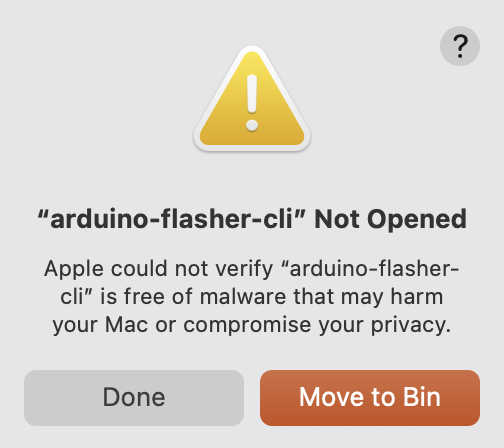 ?
“arduino-flasher-cli” Not Opened
Apple could not verify “arduino-flasher-
cli” is free of malware that may harm
your Mac or compromise your privacy.
Done
Move to Bin